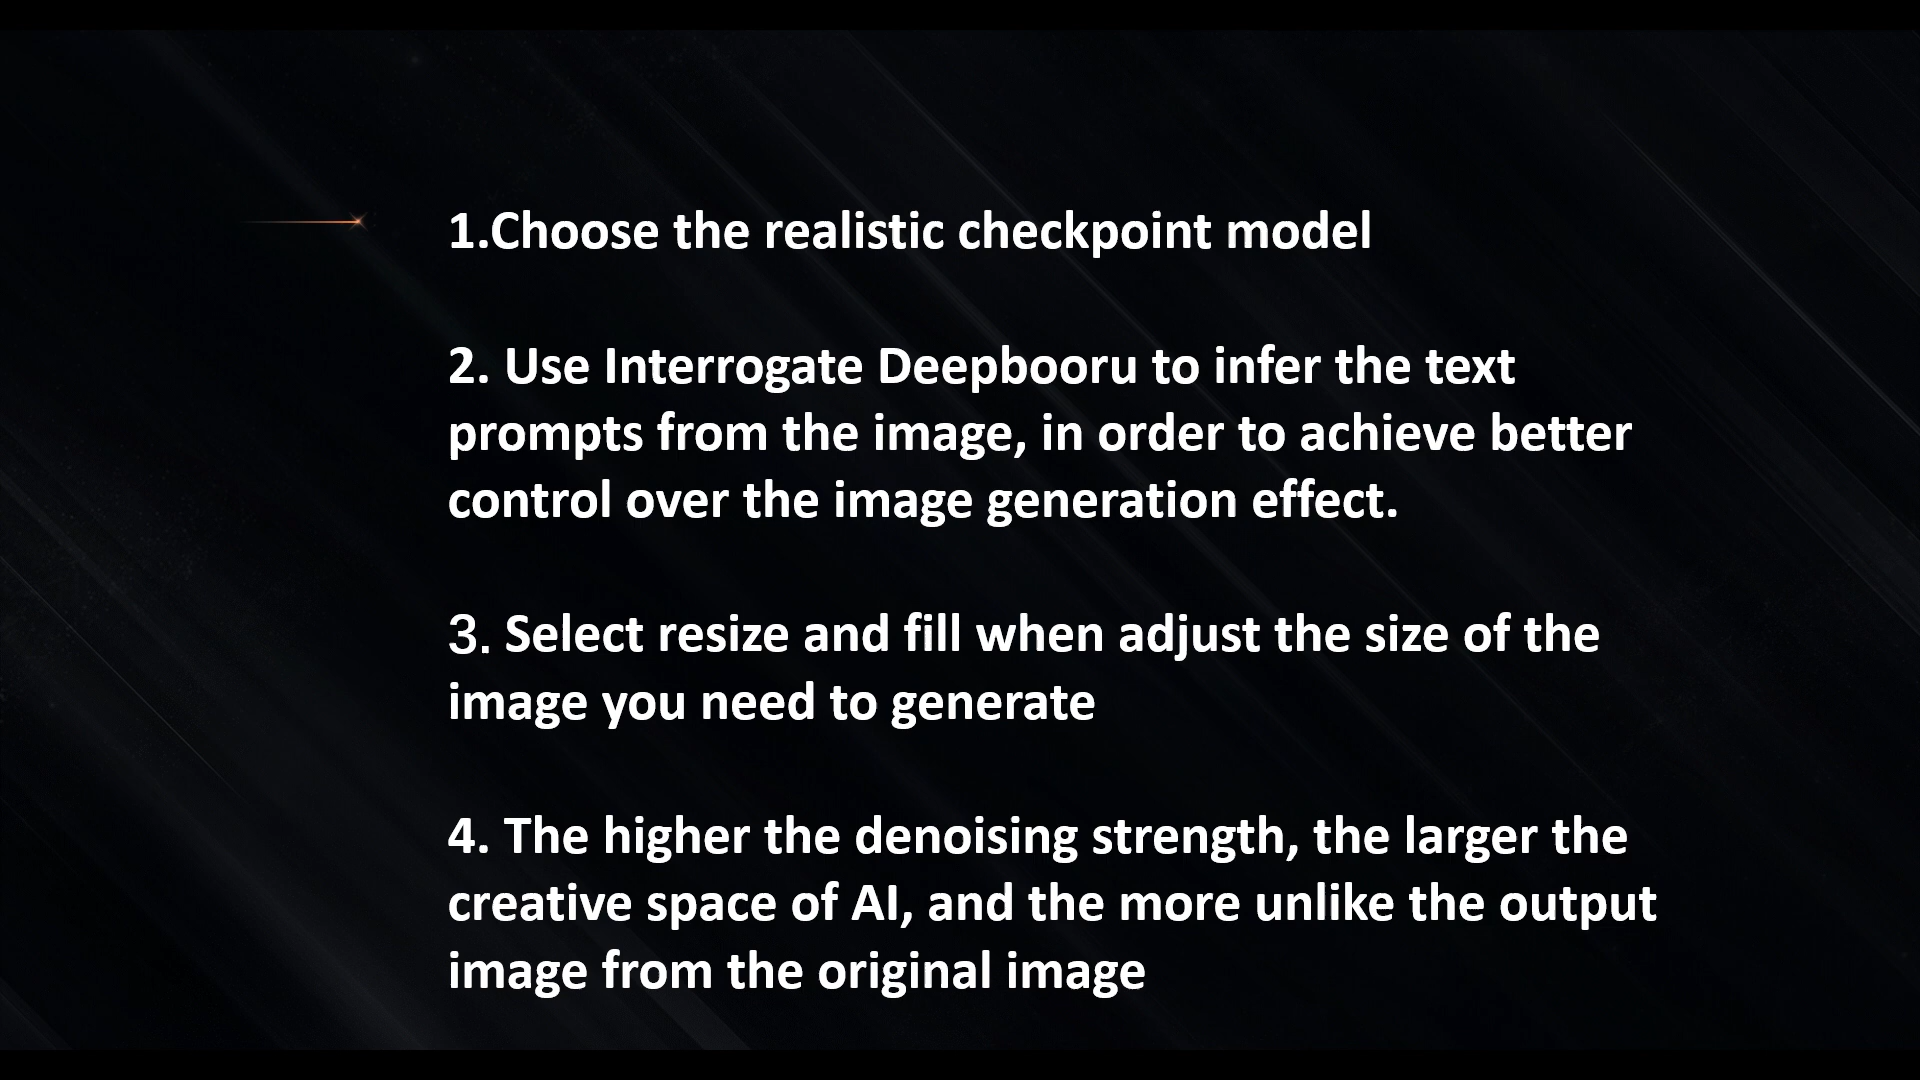 1.Choose the realistic checkpoint model
2. Use Interrogate Deepbooru to infer the text
prompts from the image, in order to achieve better
control over the image generation effect.
3. Select resize and fill when adjust the size of the
image you need to generate
4. The higher the denoising strength, the larger the
creative space of AI, and the more unlike the output
image from the original image